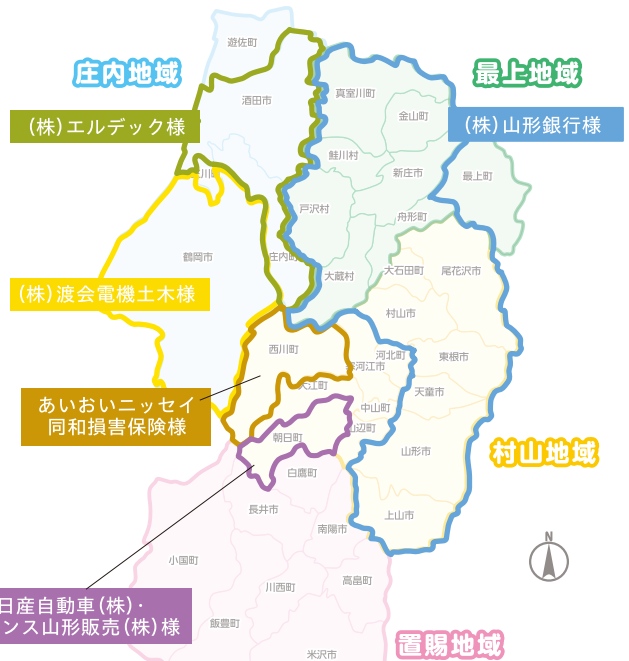 遊佐町
庄内地域
最上地域
酒田市
真室川町
金山町
(株)エルデック様
(株)山形銀行様
鮭川村
新庄市
最上町
川町
戸沢村
舟形町
鶴岡市
庄内町
大蔵村
大石田町
尾花沢市
(株)渡会電機土木様
村山市
西川町
河北町
東根市
寒河江市
大江町
天童市
あいおいニッセイ
同和損害保険様
中山町
山辺町
朝日町
山形市
村山地域
白鷹町
長井市
上山市
南陽市
N
小国町
高畠町
川西町
日産自動車(株)・
ンス山形販売(株)様
飯豊町
置賜地域
米沢市